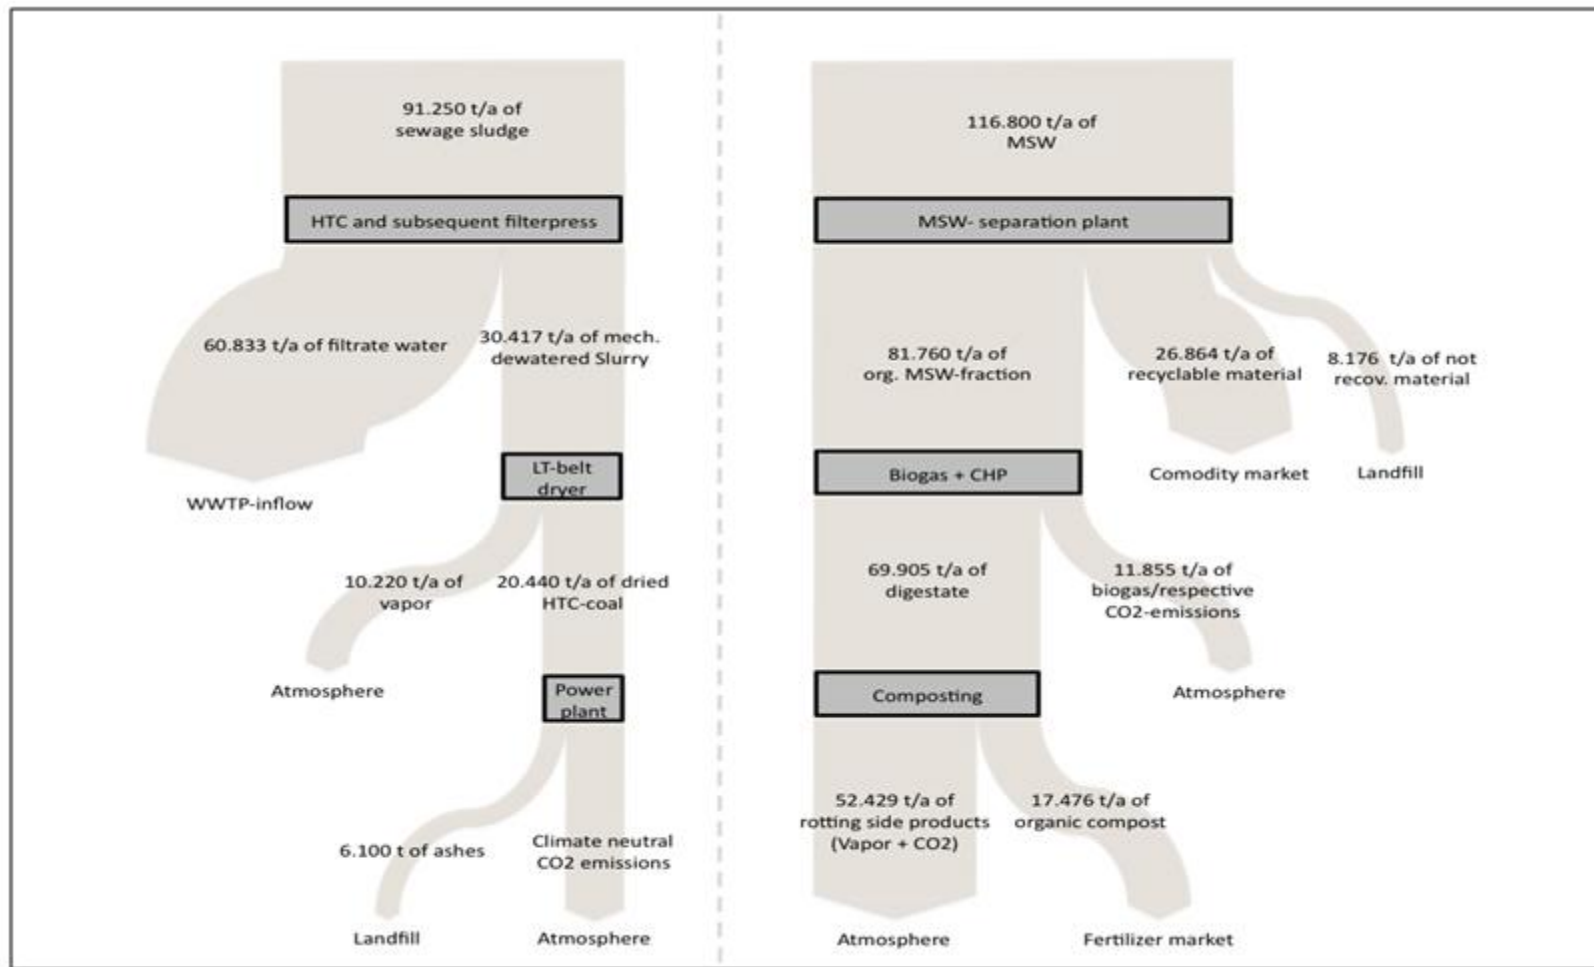 91.250 t/a of
sewage sludge
HTC and subsequent filterpress
60.833 t/a of filtrate water
30.417 t/a of mech.
dewatered Slurry
WWTP-inflow
LT-belt
dryer
10.220 t/a of
vapor
20.440 t/a of dried
HTC-coal
Atmosphere
Power
plant
6.100 t of ashes
Climate neutral
CO2 emissions
Landfill
Atmosphere
116.800 t/a of
MSW
MSW- separation plant
81.760 t/a of
org. MSW-fraction
26.864 t/a of
recyclable material
8.176  t/a of not
recov. material
Biogas + CHP
Comodity market
Landfill
69.905 t/a of
digestate
11.855 t/a of
biogas/respective
CO2-emissions
Composting
Atmosphere
52.429 t/a of
rotting side products
(Vapor + CO2)
17.476 t/a of
organic compost
Atmosphere
Fertilizer market